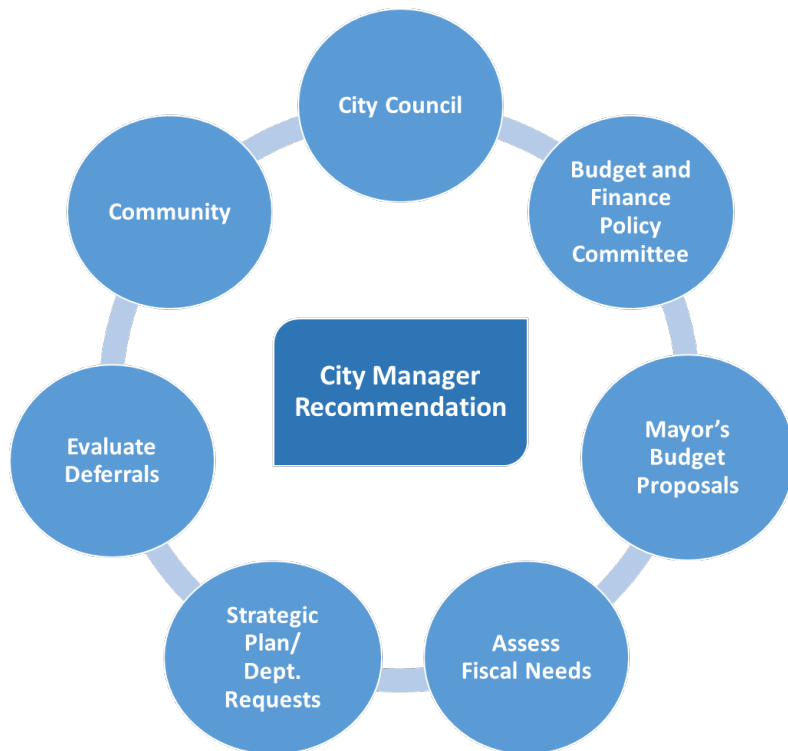 City Council
Budget and
Finance
Policy
Committee
Mayor’s
Budget
Proposals
Assess
Fiscal Needs
Strategic
Plan/
Dept.
Requests
Evaluate
Deferrals
Community
City Manager
Recommendation